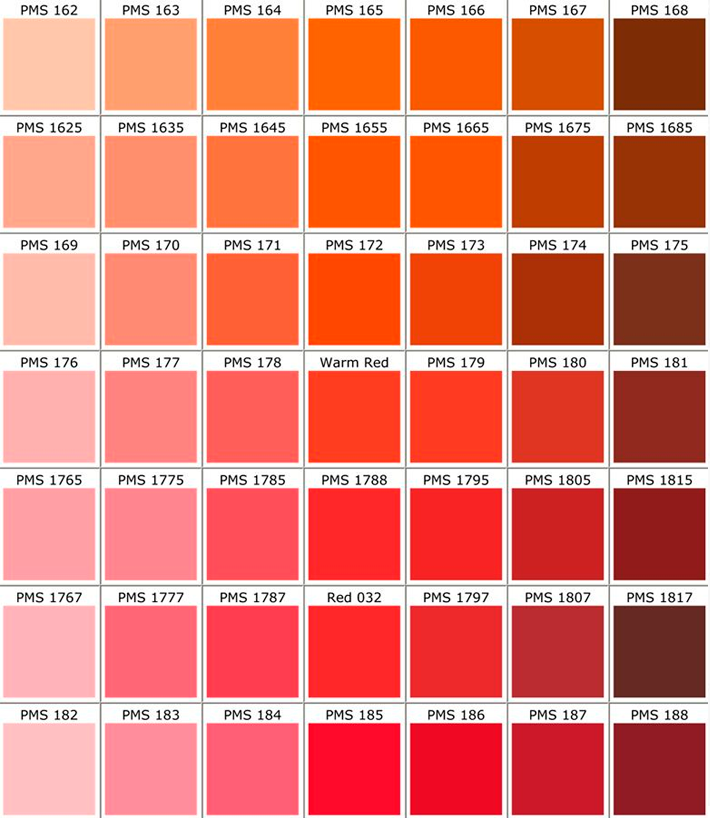 PMS 162 PMS 163 PMS 164 PMS 165 PMS 166 PMS 167 PMS 168
PMS 1625 PMS 1635 PMS 1645 PMS 1655 PMS 1665 PMS 1675 PMS 1685
PMS 169 PMS 170 PMS 171 PMS 172 PMS 173 PMS 174 PMS 175
PMS 176 PMS 177 PMS 178 Warm Red PMS 179 PMS 180 PMS 181
PMS 1765 PMS 1775 PMS 1785 PMS 1788 PMS 1795 PMS 1805 PMS 1815
PMS 1767 PMS 1777 PMS 1787 Red 032 PMS 1797 PMS 1807 PMS 1817
PMS 182 PMS 183 PMS 184 PMS 185 PMS 186 PMS 187 PMS 188